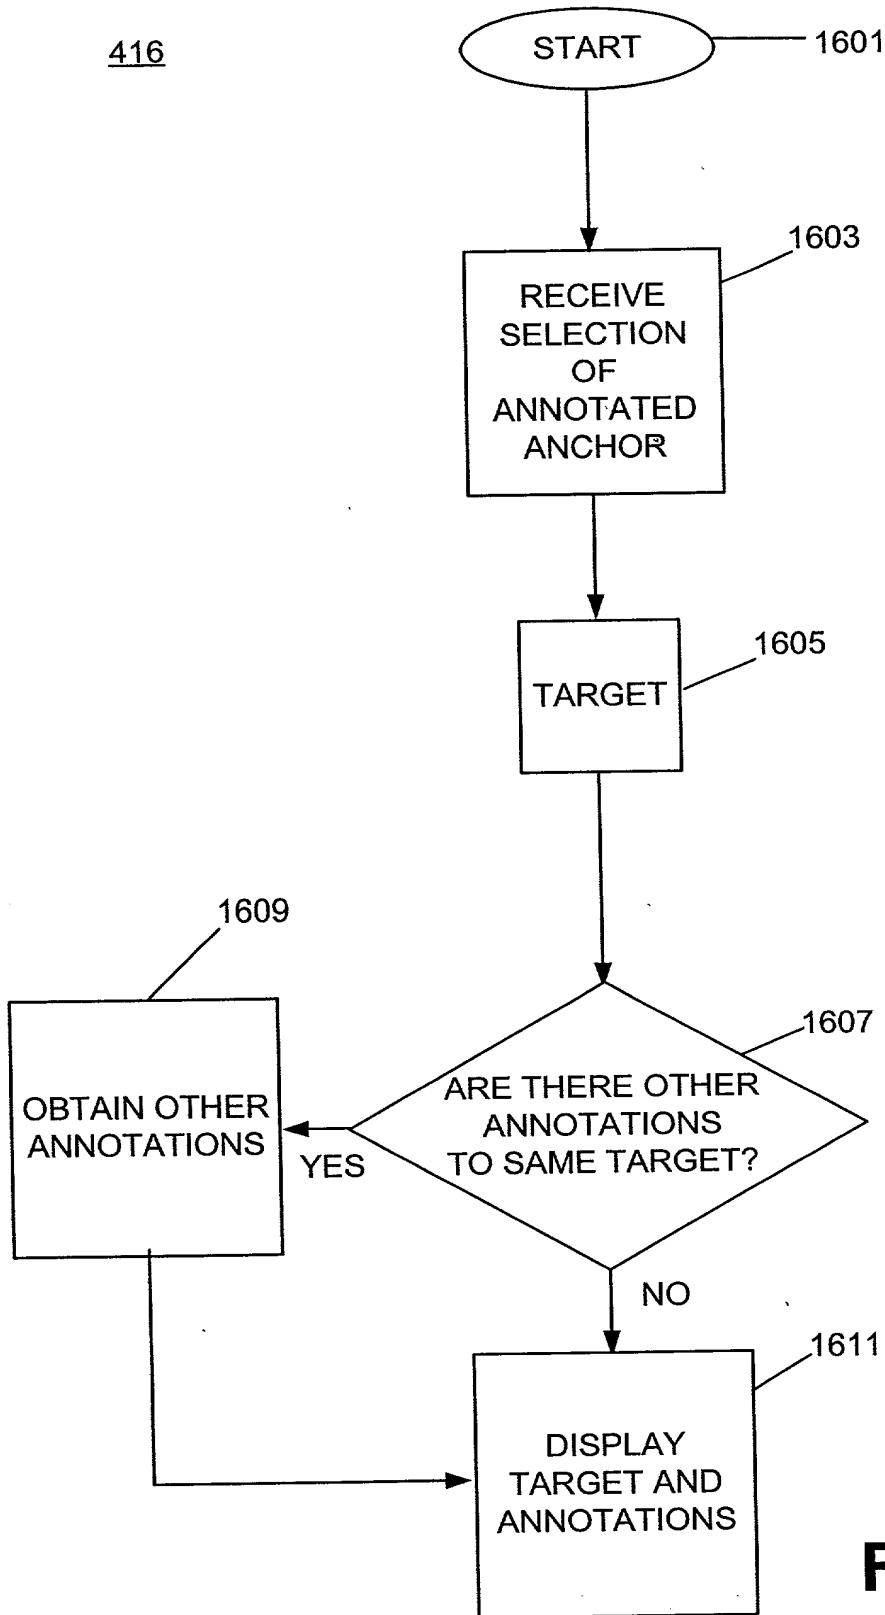 416
START
1601
1603
RECEIVE
SELECTION
OF
ANNOTATED
ANCHOR
1605
TARGET
1609
1607
OBTAIN OTHER
ANNOTATIONS
ARE THERE OTHER
ANNOTATIONS
TO SAME TARGET?
YES
NO
1611
DISPLAY
TARGET AND
ANNOTATIONS